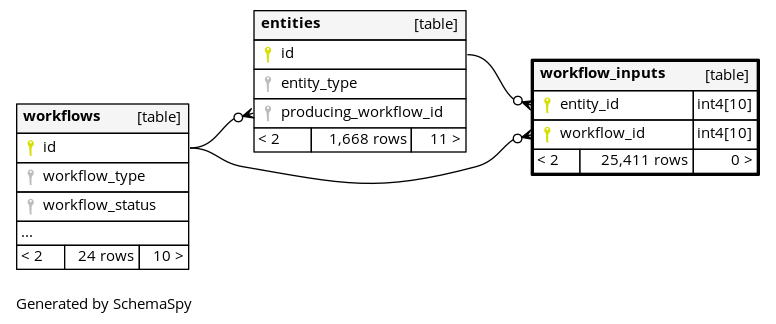 entities [table]
id
entity_type
producing_workflow_id
< 2 1,668 rows 11 >
workflow_inputs [table]
entity_id int4[10]
workflow_id int4[10]
< 2 25,411 rows 0 >
workflows [table]
id
workflow_type
workflow_status
...
< 2 24 rows 10 >
Generated by SchemaSpy